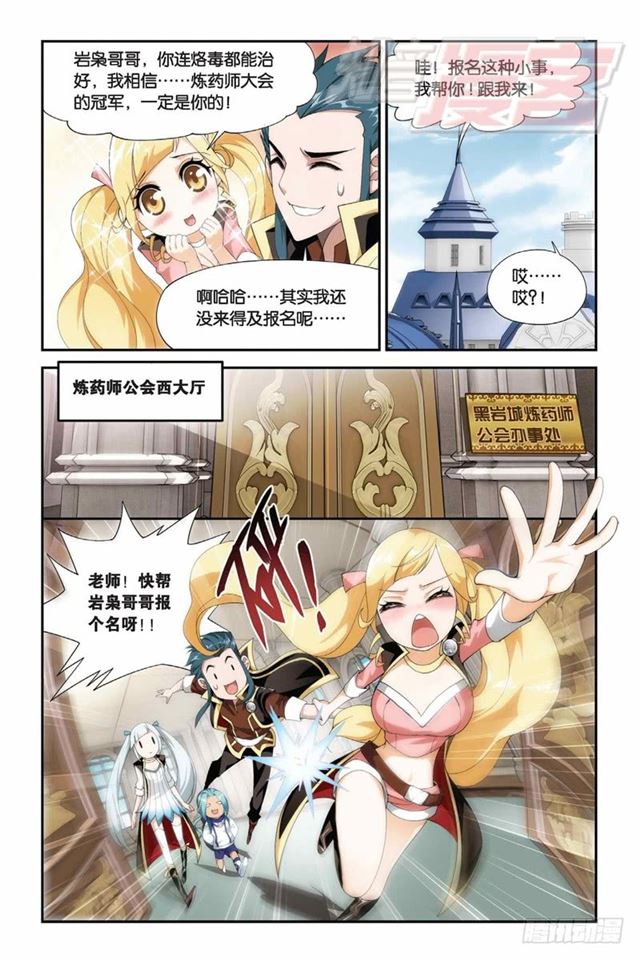 岩枭哥哥，你连烙毒都能治
好，我相信……炼药师大会
的冠军，一定是你的！
哇！报名这种小事，
我帮你！跟我来！
啊哈哈……其实我还
没来得及报名呢……
哎……
哎？！
炼药师公会西大厅
黑岩城炼药师
公会办事处
砰！
老师！快帮
岩枭哥哥报
个名呀！！
腾讯动漫